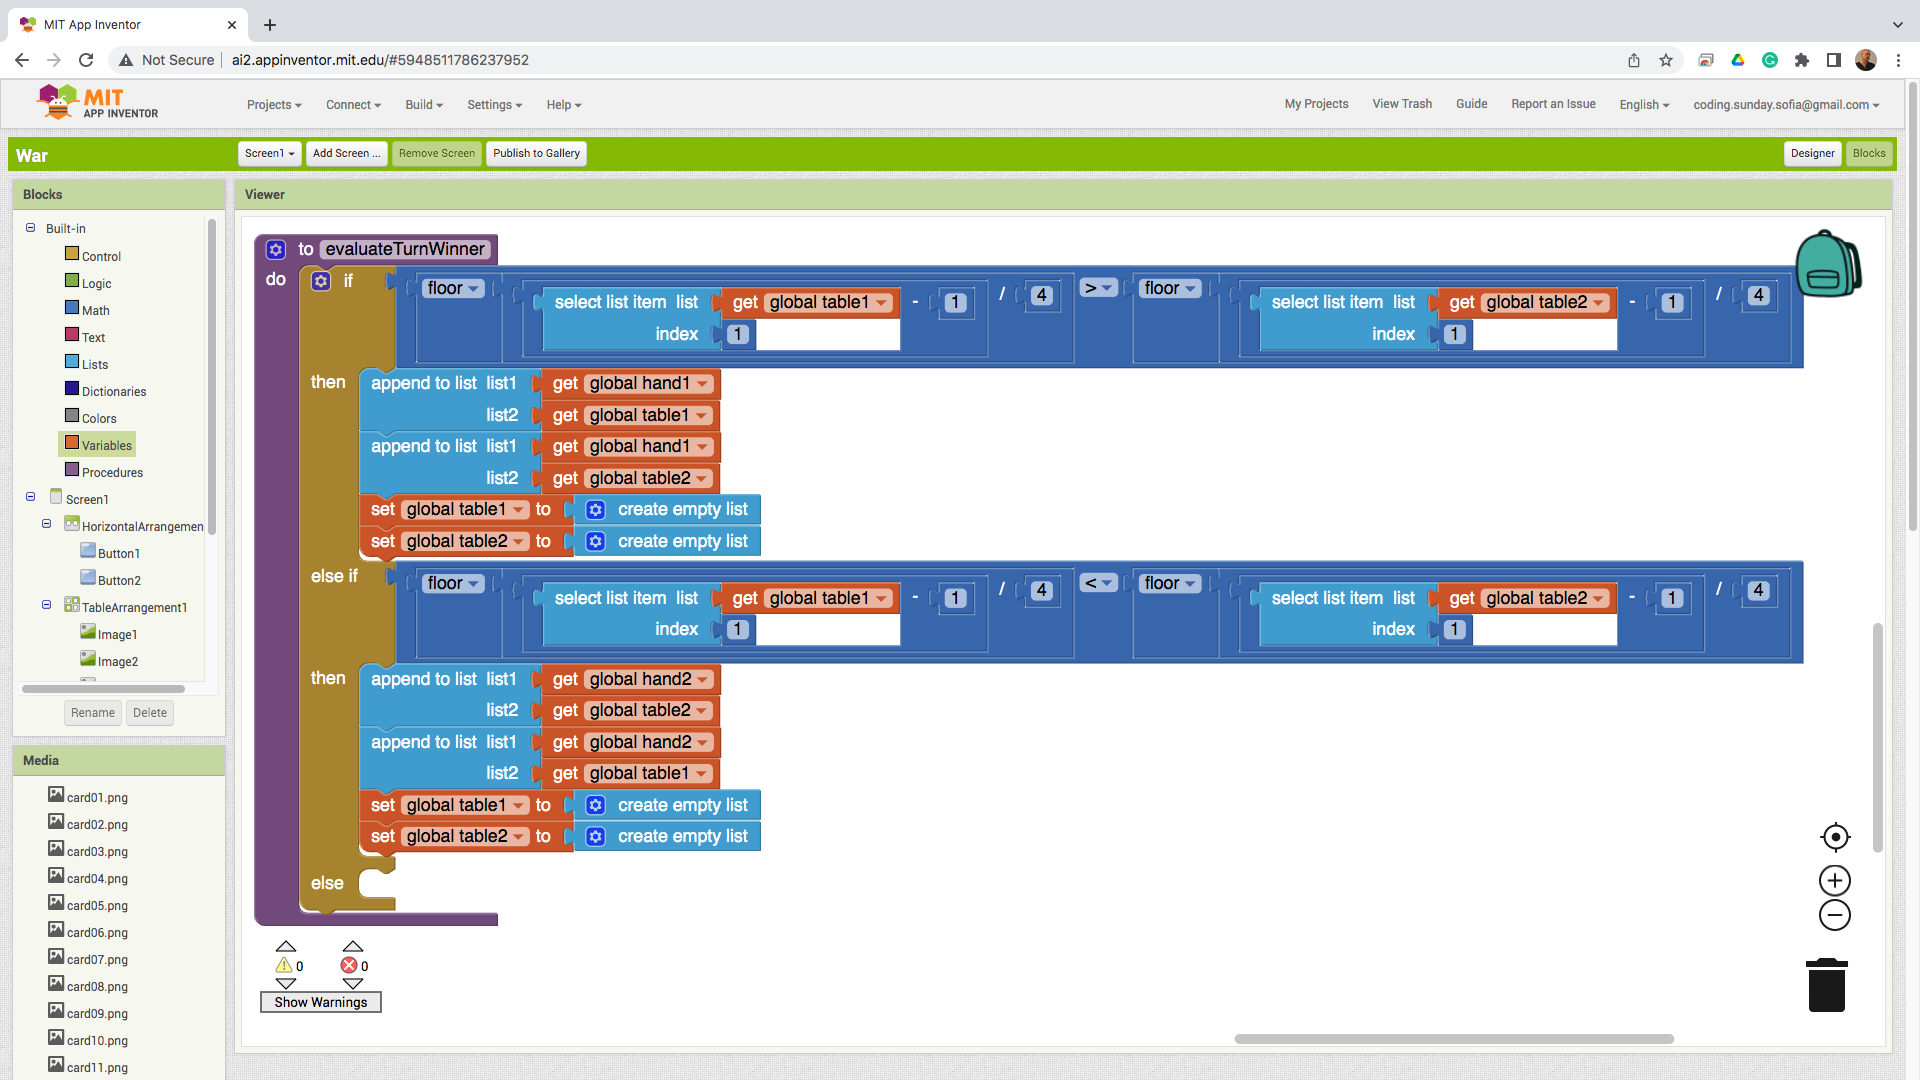 MIT App Inventor
Not Secure
ai2.appinventor.mit.edu/#5948511786237952
MIT
APP INVENTOR
Projects Connect Build Settings Help
My Projects View Trash Guide Report an Issue English coding.sunday.sofia@gmail.com
War
Screen1 Add Screen ... Remove Screen Publish to Gallery
Designer Blocks
Blocks
Built-in
Control
Logic
Math
Text
Lists
Dictionaries
Colors
Variables
Procedures
Screen1
HorizontalArrangemen
Button1
Button2
TableArrangement1
Image1
Image2
Rename Delete
Media
card01.png
card02.png
card03.png
card04.png
card05.png
card06.png
card07.png
card08.png
card09.png
card10.png
card11.png
Viewer
to evaluateTurnWinner
do if floor select list item list get global table1 - 1 / 4 > floor select list item list get global table2 - 1 / 4
index 1 index 1
then append to list list1 get global hand1
list2 get global table1
append to list list1 get global hand1
list2 get global table2
set global table1 to create empty list
set global table2 to create empty list
else if floor select list item list get global table1 - 1 / 4 < floor select list item list get global table2 - 1 / 4
index 1 index 1
then append to list list1 get global hand2
list2 get global table2
append to list list1 get global hand2
list2 get global table1
set global table1 to create empty list
set global table2 to create empty list
else
0 0
Show Warnings